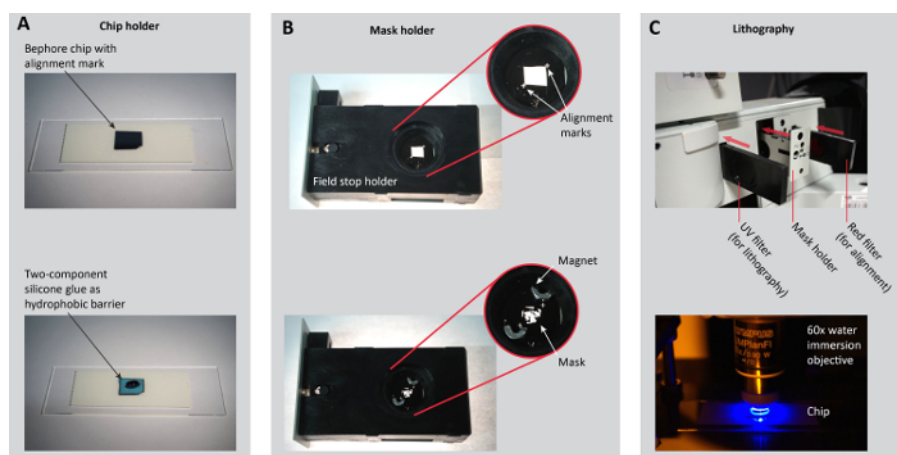 A
Chip holder
Bephore chip with
alignment mark
Two-component
silicone glue as
hydrophobic barrier
B
Mask holder
Alignment
marks
Field stop holder
Magnet
Mask
C
Lithography
UV filter
(for lithography)
Mask holder
Red filter
(for alignment)
60x water
immersion
objective
Chip